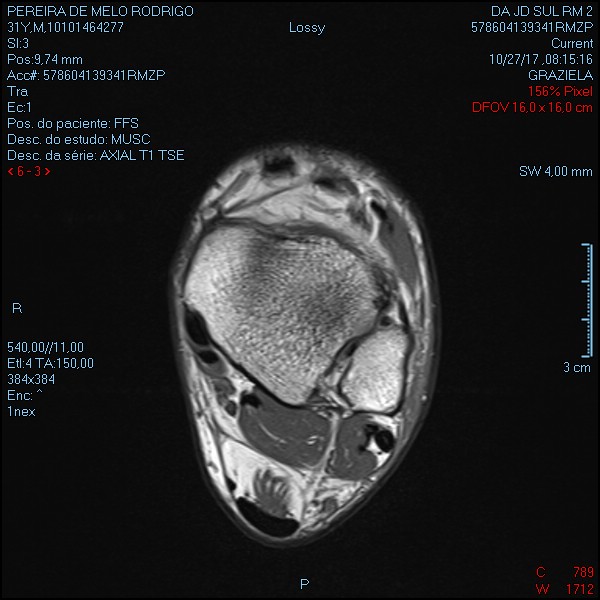 PEREIRA DE MELO RODRIGO
31Y,M,10101464277
Sl:3
Pos:9,74 mm
Acc#: 578604139341RMZP
Tra
Ec:1
Pos. do paciente: FFS
Desc. do estudo: MUSC
Desc. da série: AXIAL T1 TSE
< 6 - 3 >
Lossy
DA JD SUL RM 2
578604139341RMZP
Current
10/27/17 ,08:15:16
GRAZIELA
156% Pixel
DFOV 16,0 x 16,0 cm
SW 4,00 mm
R
540,00//11,00
Etl:4 TA:150,00
384x384
Enc: ^
1nex
3 cm
P
C 789
W 1712